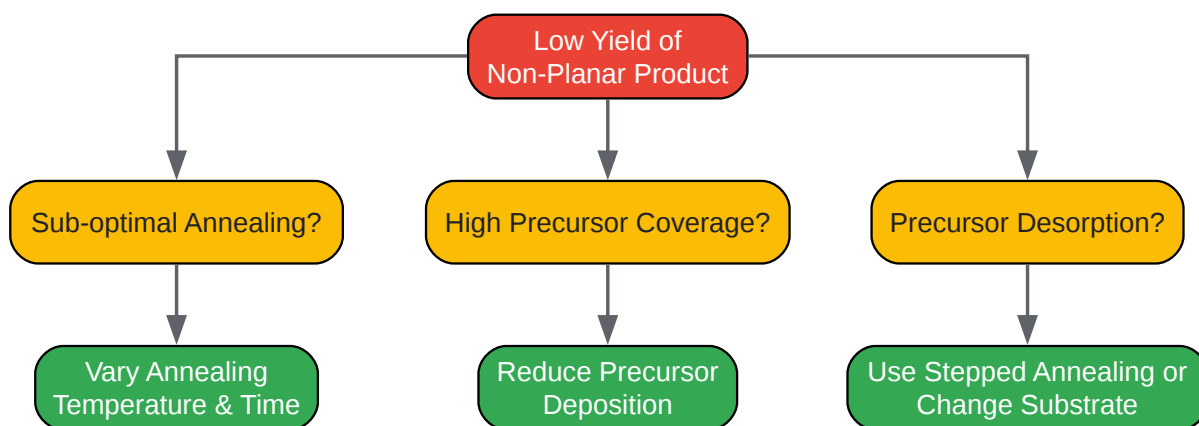 Low Yield of
Non-Planar Product
Sub-optimal Annealing?
High Precursor Coverage?
Precursor Desorption?
Vary Annealing
Temperature & Time
Reduce Precursor
Deposition
Use Stepped Annealing or
Change Substrate